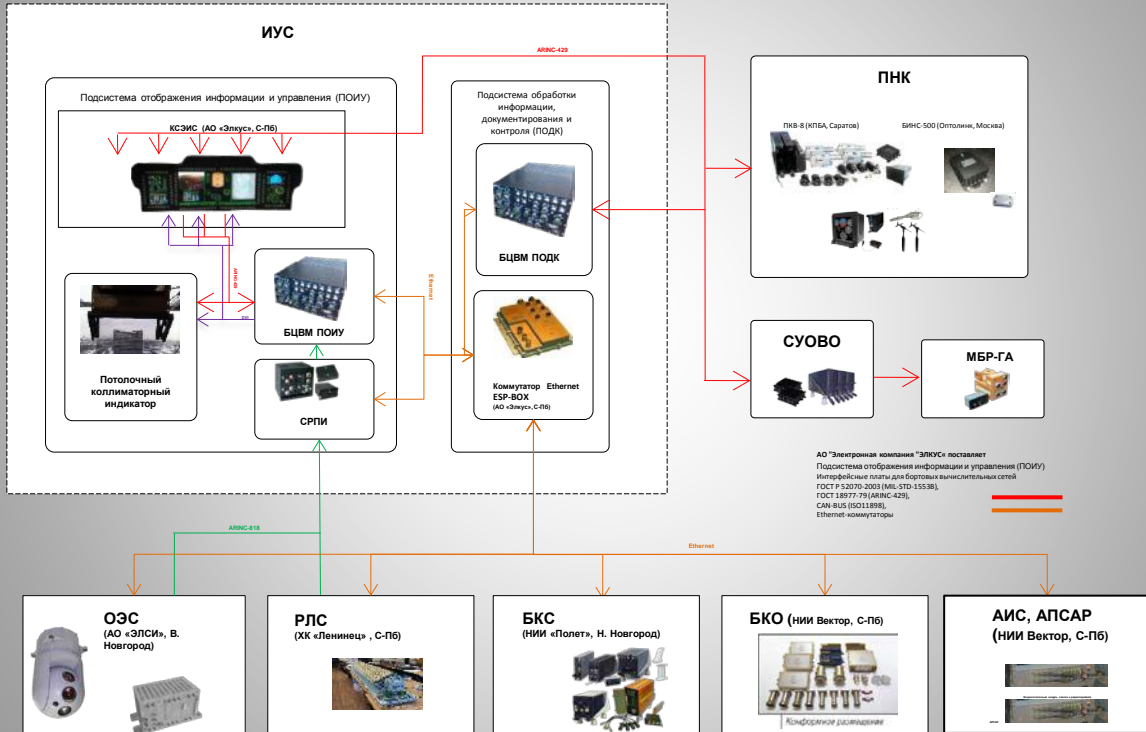 ИУС
ARINC-429
Подсистема отображения информации и управления (ПОИУ)
КСЭИС (АО «Элкус», С-Пб)
Подсистема обработки
информации,
документирования и
контроля (ПОДК)
БЦВМ ПОДК
Ethernet
БЦВМ ПОИУ
Потолочный
коллиматорный
индикатор
СРПИ
Коммутатор Ethernet
ESP-BOX
(АО «Элкус», С-Пб)
ПНК
ПКВ-8 (КПБА, Саратов)
БИНС-500 (Оптолинк, Москва)
СУОВО
МБР-ГА
АО "Электронная компания "ЭЛКУС« поставляет
Подсистема отображения информации и управления (ПОИУ)
Интерфейсные платы для бортовых вычислительных сетей
ГОСТ Р 52070-2003 (MIL-STD-1553B),
ГОСТ 18977-79 (ARINC-429),
CAN-BUS (ISO11898),
Ethernet-коммутаторы
ARINC-818
Ethernet
ОЭС
(АО «ЭЛСИ», В.
Новгород)
РЛС
(ХК «Ленинец» , С-Пб)
БКС
(НИИ «Полет», Н. Новгород)
БКО (НИИ Вектор, С-Пб)
Конформное размещение
АИС, АПСАР
(НИИ Вектор, С-Пб)